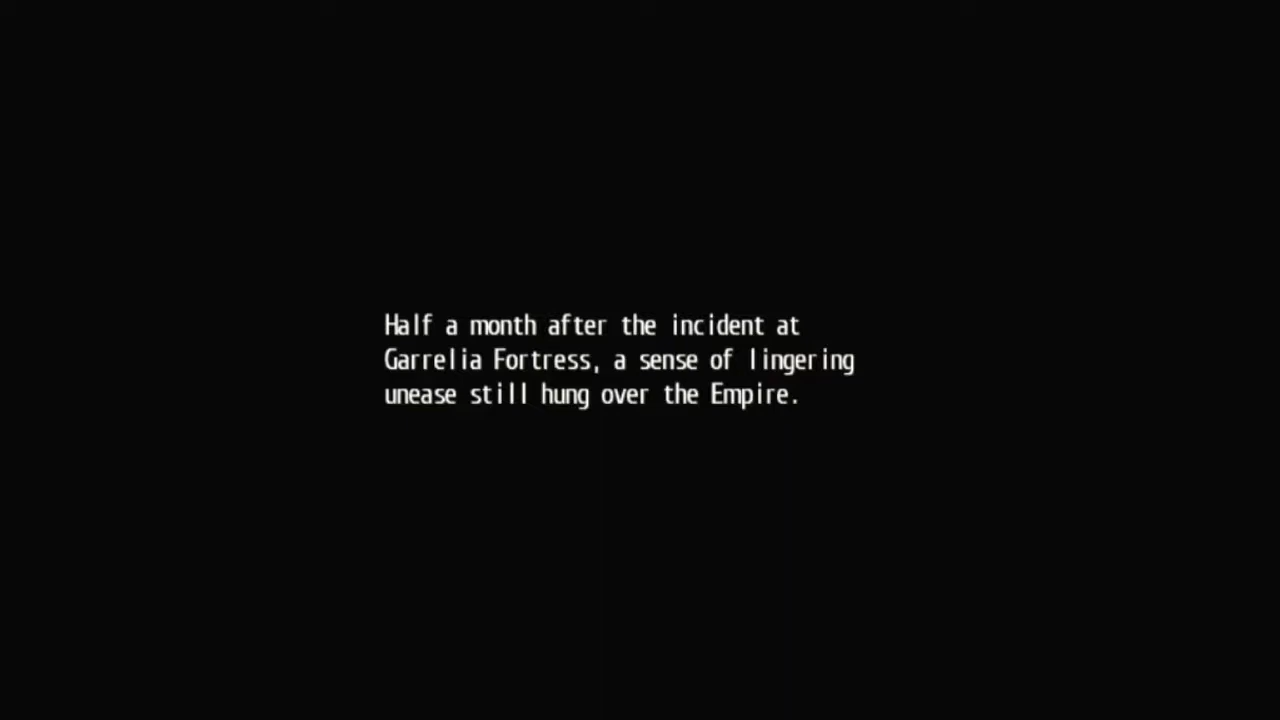 Half a month after the incident at
Garrelia Fortress, a sense of lingering
unease still hung over the Empire.